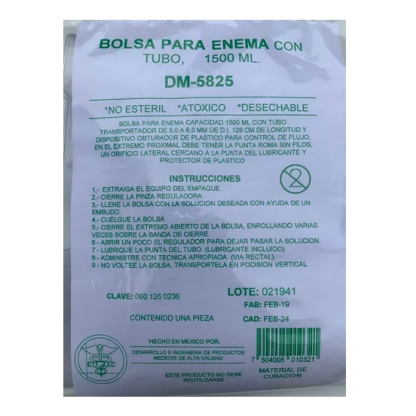 BOLSA PARA ENEMA CON
TUBO, 1500 ML.
DM-5825
*NO ESTERIL *ATOXICO *DESECHABLE
BOLSA PARA ENEMA CAPACIDAD 1500 ML CON TUBO
TRANSPORTADOR DE 5,0 A 6,0 MM DE D.I. 128 CM DE LONGITUD Y
DISPOSITIVO OBTURADOR DE PLASTICO PARA CONTROL DE FLUJO.
EN EL EXTREMO PROXIMAL DEBE TENER LA PUNTA ROMA SIN FILOS,
UN ORIFICIO LATERAL CERCANO A LA PUNTA DEL LUBRICANTE Y
PROTECTOR DE PLASTICO
INSTRUCCIONES
1.- EXTRAIGA EL EQUIPO DEL EMPAQUE.
2.- CIERRE LA PINZA REGULADORA.
3.- LLENE LA BOLSA CON LA SOLUCION DESEADA CON AYUDA DE UN
EMBUDO.
4.- CUELGUE LA BOLSA
5.- CIERRE EL EXTREMO ABIERTO DE LA BOLSA, ENROLLANDO VARIAS
VECES SOBRE LA BANDA DE CIERRE.
6.- ABRIR UN POCO EL REGULADOR PARA DEJAR PASAR LA SOLUCION.
7.- LUBRIQUE LA PUNTA DEL TUBO. (LUBRICANTE INCLUIDO)
8.- ADMINISTRE CON TECNICA APROPIADA (VIA RECTAL).
9.- NO VOLTEÉ LA BOLSA, TRANSPORTELA EN POCISION VERTICAL
2
LOTE: 021941
CLAVE: 060 125 0236
FAB: FEB-19
CONTENIDO UNA PIEZA
CAD: FEB-24
HECHO EN MEXICO POR:
DESARROLLO E INGENIERIA DE PRODUCTOS
MEDICOS DE ALTA CALIDAD
7 504005 010321
ESTE PRODUCTO NO DEBE
REUTILIZARSE
MATERIAL DE
CURACION